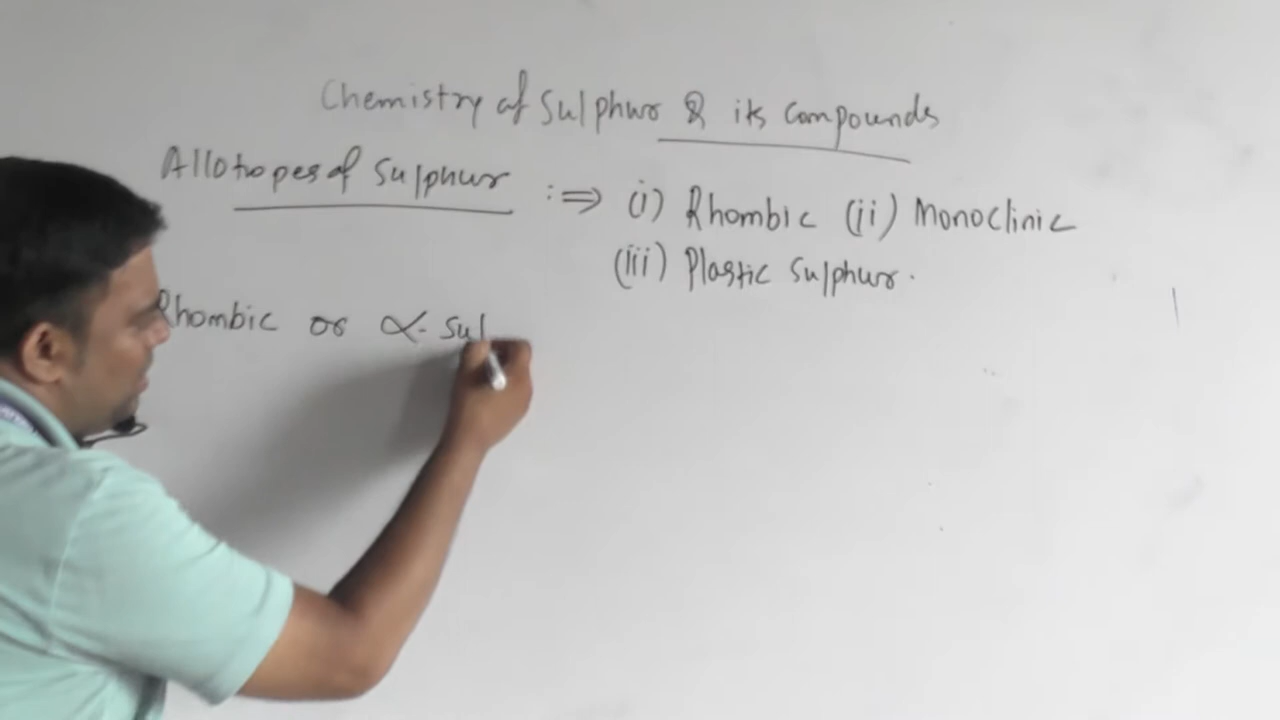 Chemistry of Sulphur & its compounds
Allotropes of Sulphur :⇒ (i) Rhombic (ii) Monoclinic
(iii) Plastic Sulphur.
Rhombic or α- Sul